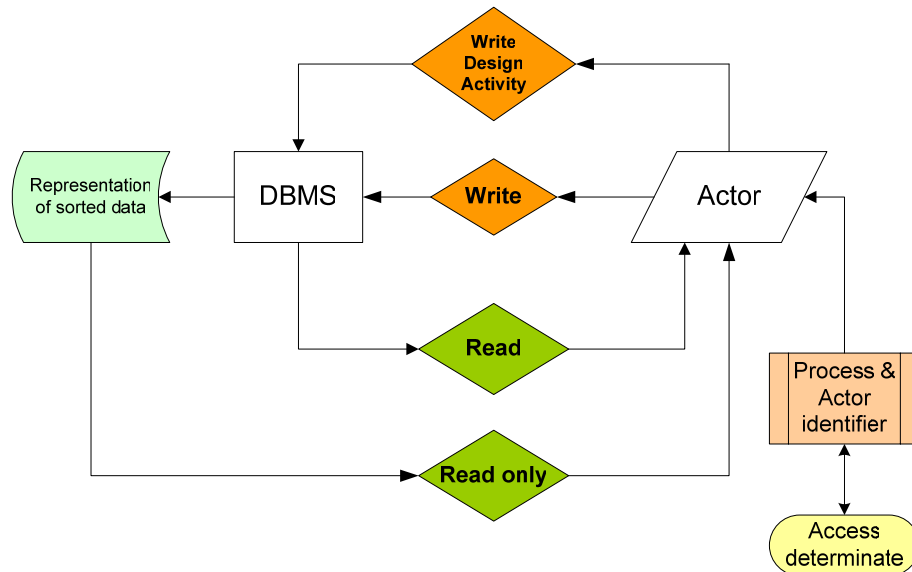 Write
Design
Activity
Representation
of sorted data
DBMS
Write
Actor
Read
Process &
Actor
identifier
Read only
Access
determinate